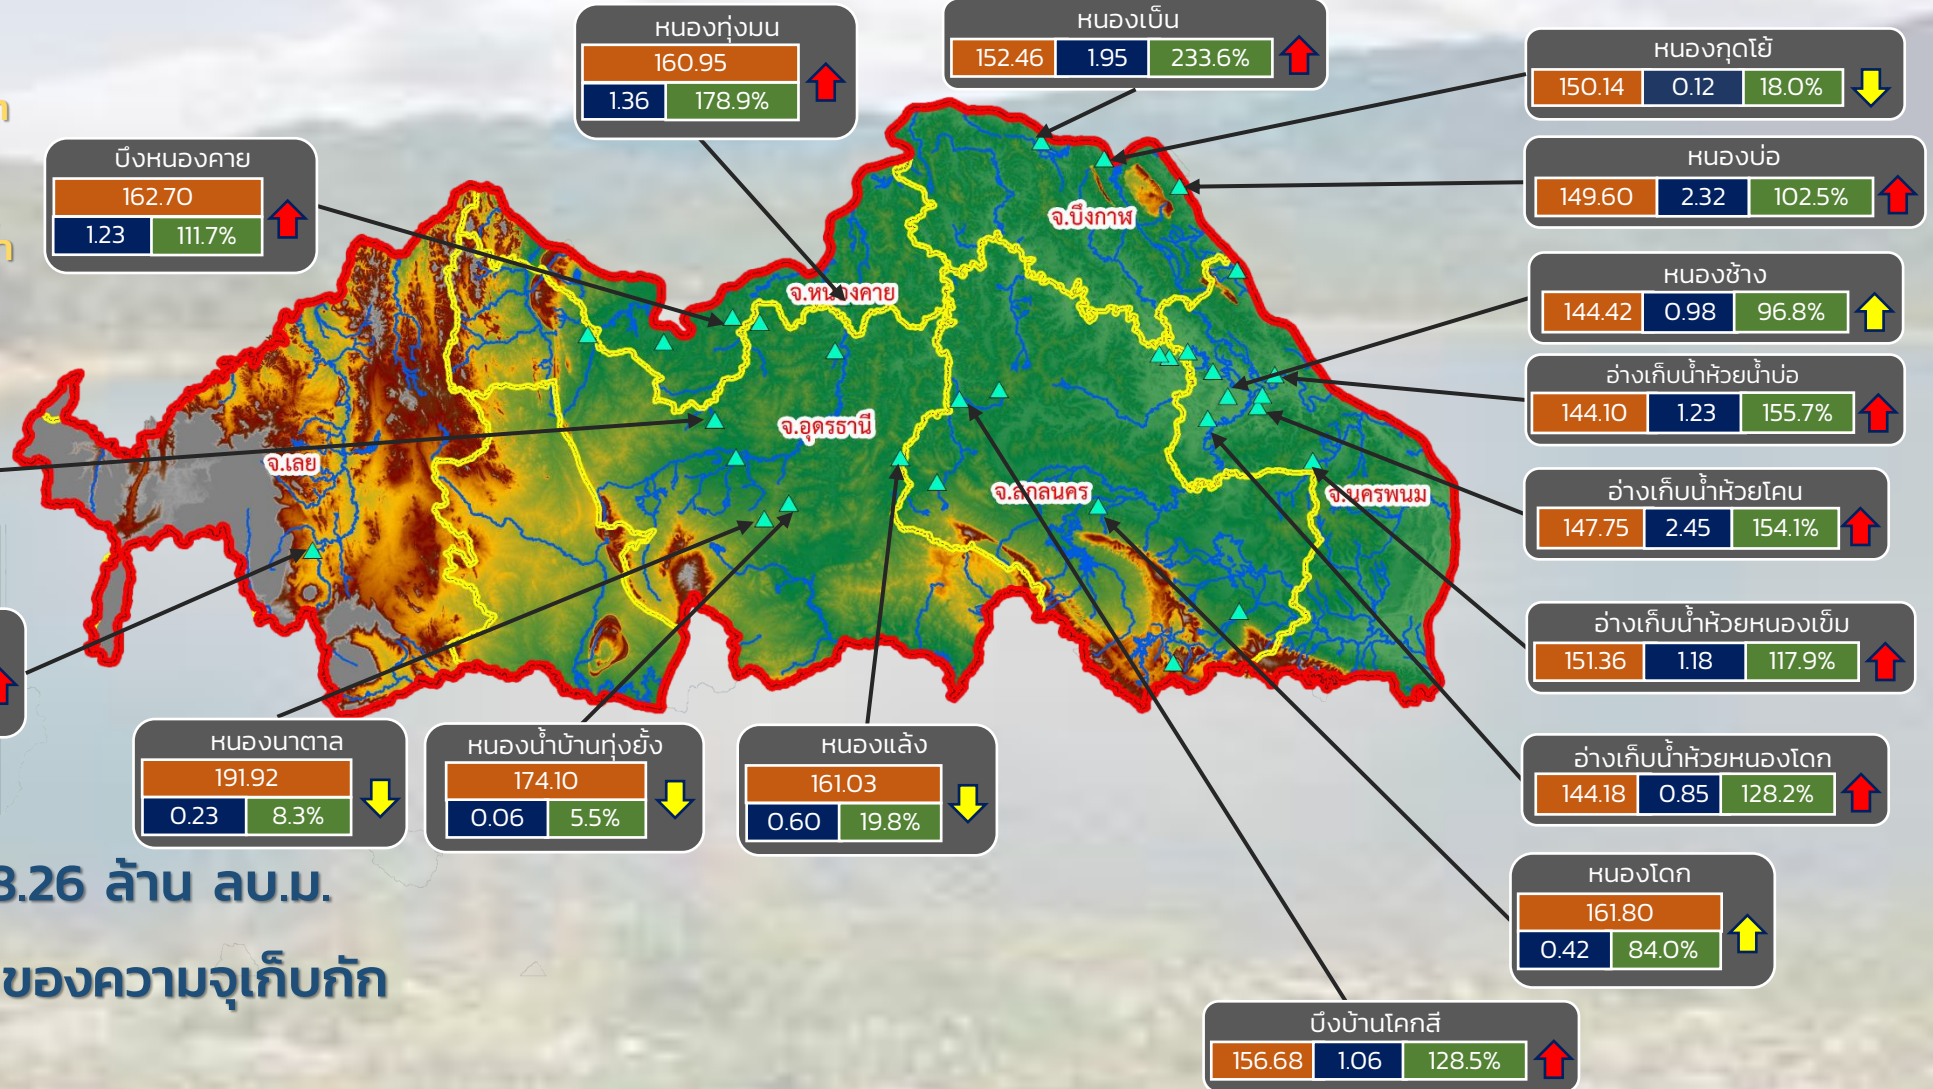 หนองทุ่งมน
160.95
1.36 178.9%
หนองเบ็น
152.46 1.95 233.6%
หนองกุดโย้
150.14 0.12 18.0%
บึงหนองคาย
162.70
1.23 111.7%
หนองบ่อ
149.60 2.32 102.5%
หนองช้าง
144.42 0.98 96.8%
อ่างเก็บน้ำห้วยน้ำบ่อ
144.10 1.23 155.7%
อ่างเก็บน้ำห้วยโคน
147.75 2.45 154.1%
อ่างเก็บน้ำห้วยหนองเข็ม
151.36 1.18 117.9%
อ่างเก็บน้ำห้วยหนองโดก
144.18 0.85 128.2%
จ.บึงกาฬ
จ.หนองคาย
จ.อุดรธานี
จ.เลย
จ.สกลนคร
จ.นครพนม
หนองนาตาล
191.92
0.23 8.3%
หนองน้ำบ้านทุ่งยั้ง
174.10
0.06 5.5%
หนองแล้ง
161.03
0.60 19.8%
หนองโดก
161.80
0.42 84.0%
บึงบ้านโคกสี
156.68 1.06 128.5%
3.26 ล้าน ลบ.ม.
ของความจุเก็บกัก